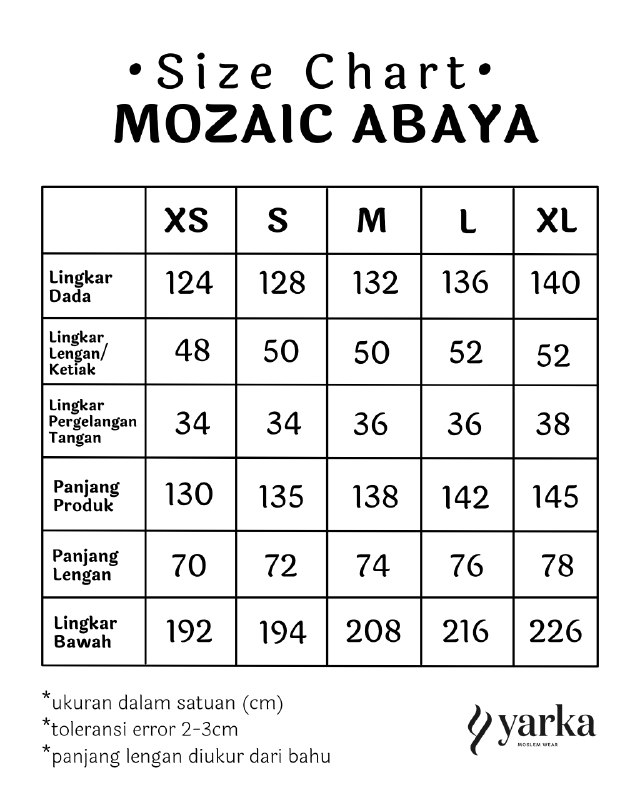 •Size Chart•
MOZAIC ABAYA
XS S M L XL
Lingkar Dada 124 128 132 136 140
Lingkar Lengan/ Ketiak 48 50 50 52 52
Lingkar Pergelangan Tangan 34 34 36 36 38
Panjang Produk 130 135 138 142 145
Panjang Lengan 70 72 74 76 78
Lingkar Bawah 192 194 208 216 226
*ukuran dalam satuan (cm)
*toleransi error 2-3cm
*panjang lengan diukur dari bahu
yarka
MOSLEM WEAR